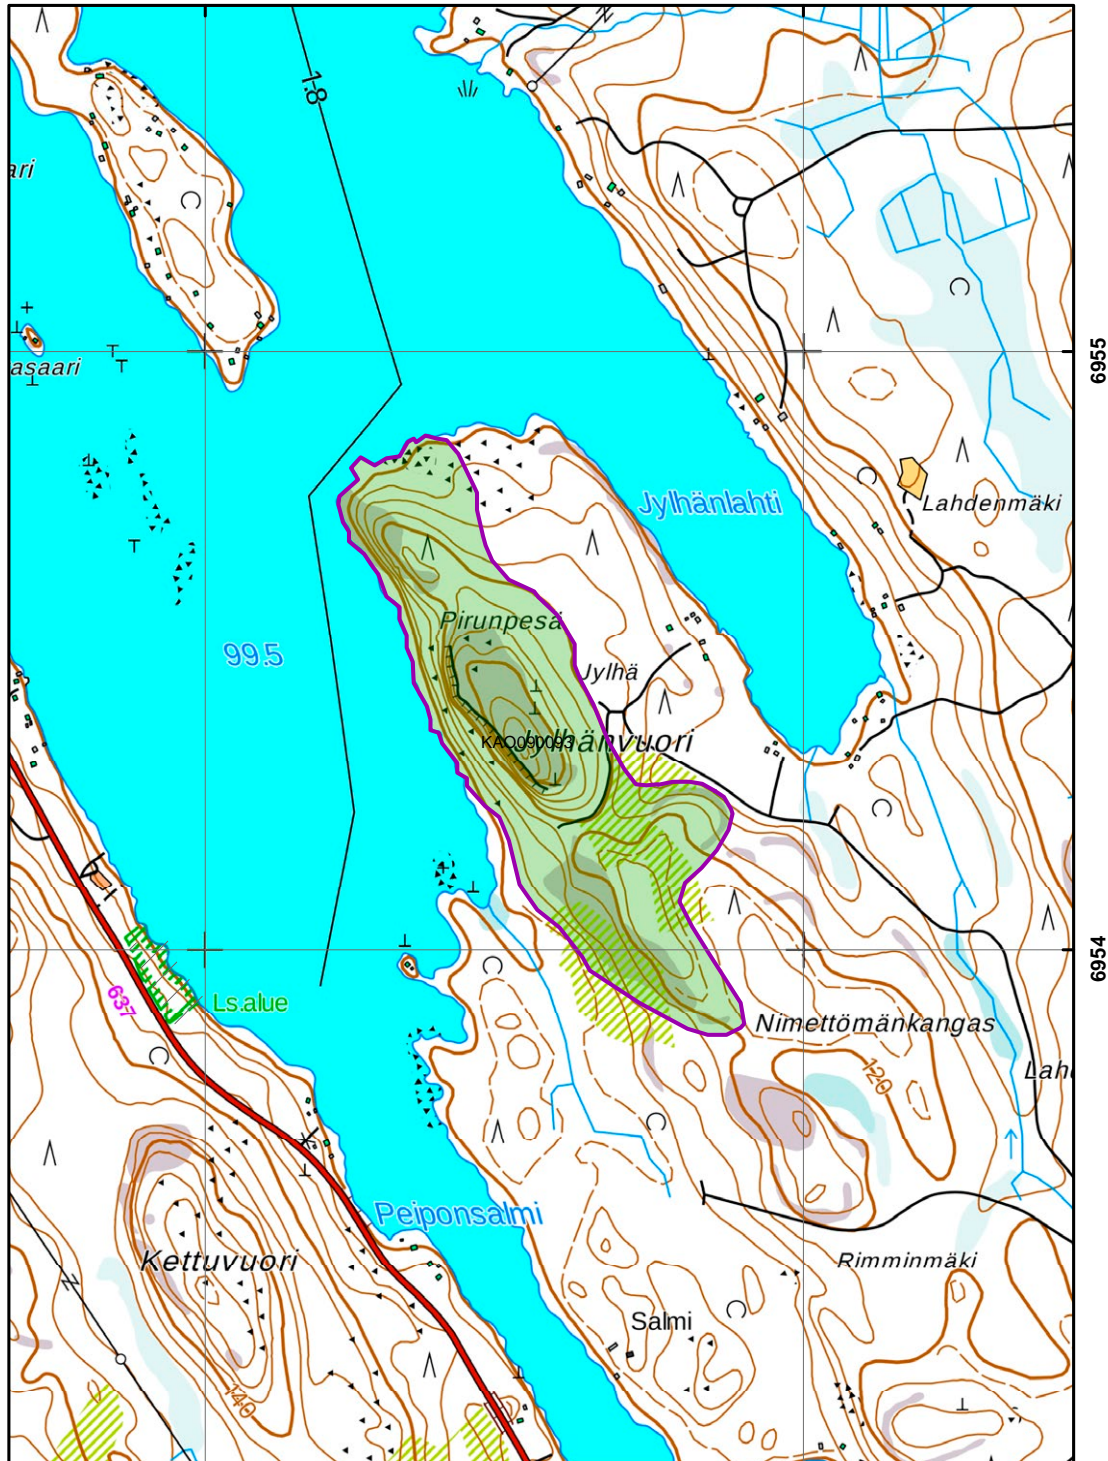 1.8
ari
asaari
6955
Jylhänlahti
Lahdenmäki
Pirunpesä
99.5
Jylhä
KAO090093
Jylhänvuori
6954
637
Ls.alue
Nimettömänkangas
120
Lah
Peiponsalmi
Kettuvuori
Rimminmäki
Salmi
140